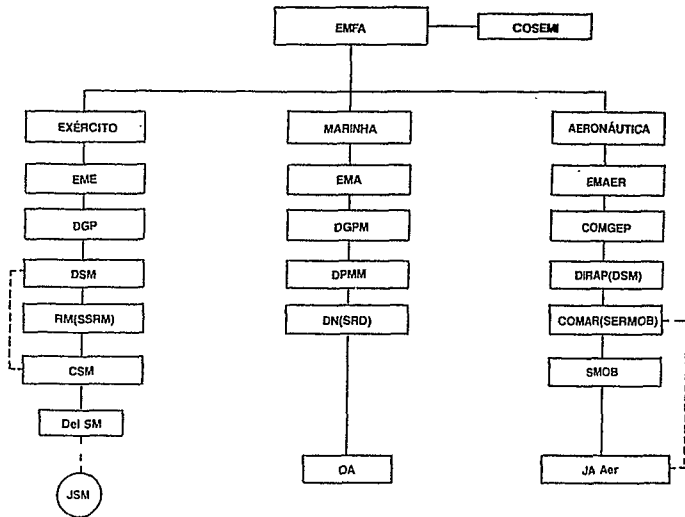 EMFA
COSEMI
EXÉRCITO
EME
DGP
DSM
RM(SSRM)
CSM
Del SM
JSM
MARINHA
EMA
DGPM
DPMM
DN(SRD)
OA
AERONÁUTICA
EMAER
COMGEP
DIRAP(DSM)
COMAR(SERMOB)
SMOB
JA Aer